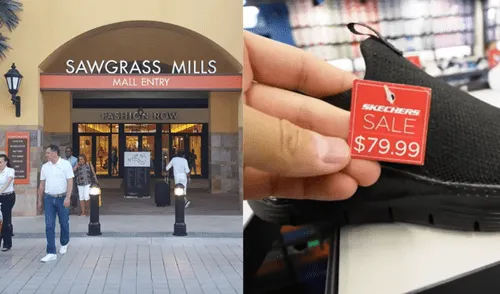 SAWGRASS MILLS
MALL ENTRY
FASHION ROW
SKECHERS
SALE
$79.99